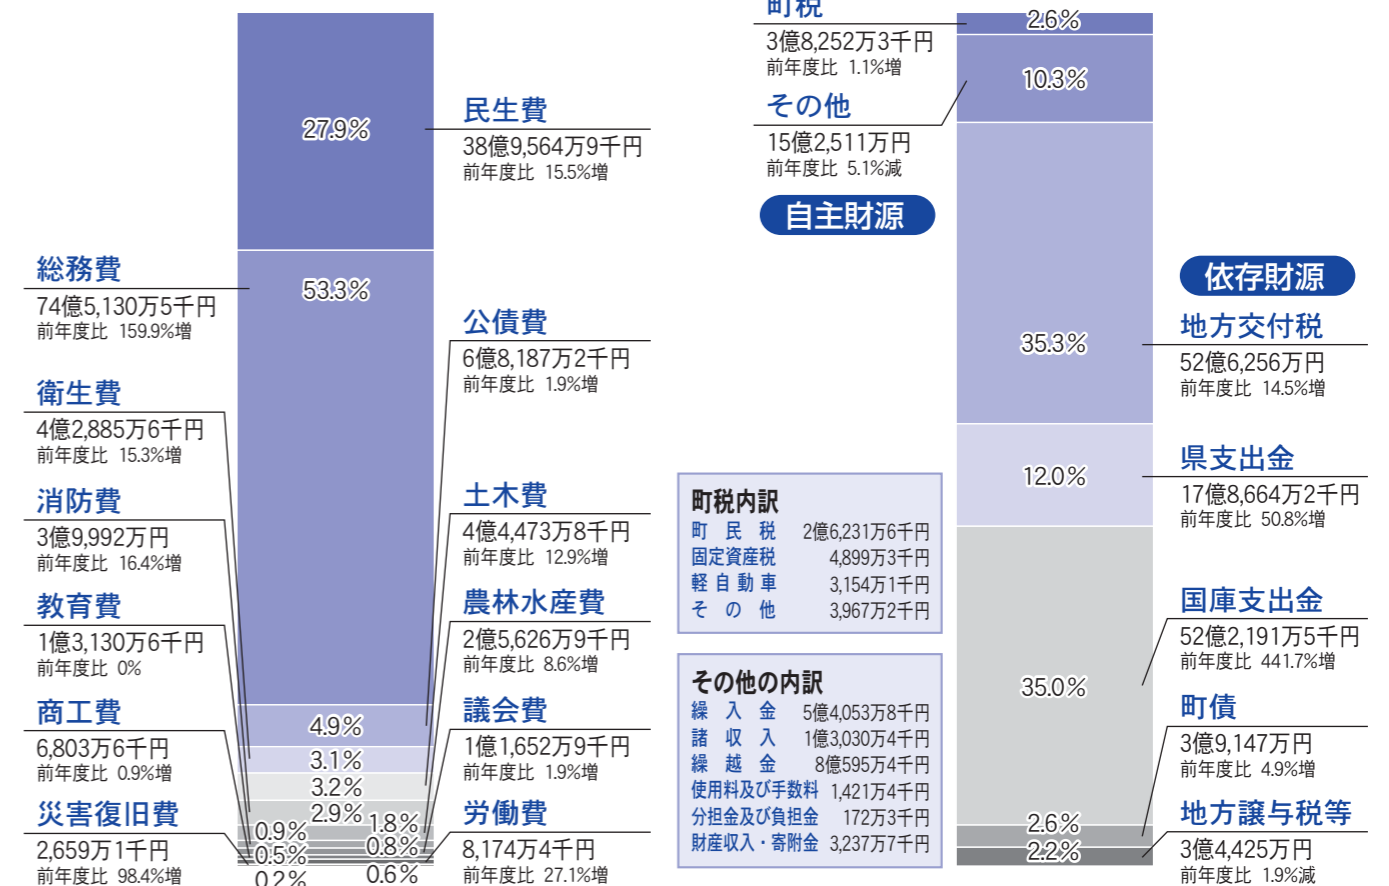 27.9%
53.3%
4.9%
3.1%
3.2%
2.9%
1.8%
0.9%
0.8%
0.5%
0.6%
0.2%
総務費
74億5,130万5千円
前年度比 159.9%増
衛生費
4億2,885万6千円
前年度比 15.3%増
消防費
3億9,992万円
前年度比 16.4%増
教育費
1億3,130万6千円
前年度比 0%
商工費
6,803万6千円
前年度比 0.9%増
災害復旧費
2,659万1千円
前年度比 98.4%増
民生費
38億9,564万9千円
前年度比 15.5%増
公債費
6億8,187万2千円
前年度比 1.9%増
土木費
4億4,473万8千円
前年度比 12.9%増
農林水産費
2億5,626万9千円
前年度比 8.6%増
議会費
1億1,652万9千円
前年度比 1.9%増
労働費
8,174万4千円
前年度比 27.1%増
町税
3億8,252万3千円
前年度比 1.1%増
その他
15億2,511万円
前年度比 5.1%減
自主財源
町税内訳
町民税 2億6,231万6千円
固定資産税 4,899万3千円
軽自動車 3,154万1千円
その他 3,967万2千円
その他の内訳
繰入金 5億4,053万8千円
諸収入 1億3,030万4千円
繰越金 8億595万4千円
使用料及び手数料 1,421万4千円
分担金及び負担金 172万3千円
財産収入・寄附金 3,237万7千円
2.6%
10.3%
35.3%
12.0%
35.0%
2.6%
2.2%
依存財源
地方交付税
52億6,256万円
前年度比 14.5%増
県支出金
17億8,664万2千円
前年度比 50.8%増
国庫支出金
52億2,191万5千円
前年度比 441.7%増
町債
3億9,147万円
前年度比 4.9%増
地方譲与税等
3億4,425万円
前年度比 1.9%減